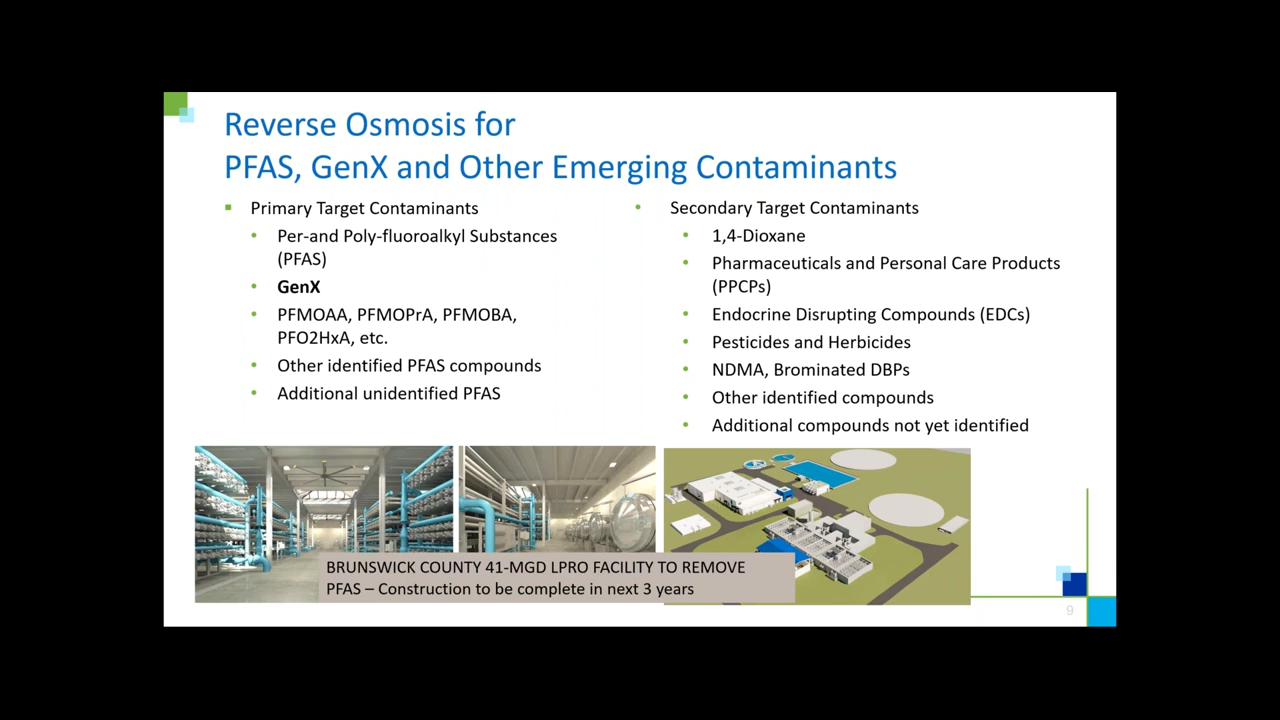 Reverse Osmosis for
PFAS, GenX and Other Emerging Contaminants
Primary Target Contaminants
Per-and Poly-fluoroalkyl Substances
(PFAS)
GenX
PFMOAA, PFMOPrA, PFMOBA,
PFO2HxA, etc.
Other identified PFAS compounds
Additional unidentified PFAS
Secondary Target Contaminants
1,4-Dioxane
Pharmaceuticals and Personal Care Products
(PPCPs)
Endocrine Disrupting Compounds (EDCs)
Pesticides and Herbicides
NDMA, Brominated DBPs
Other identified compounds
Additional compounds not yet identified
BRUNSWICK COUNTY 41-MGD LPRO FACILITY TO REMOVE
PFAS – Construction to be complete in next 3 years
9